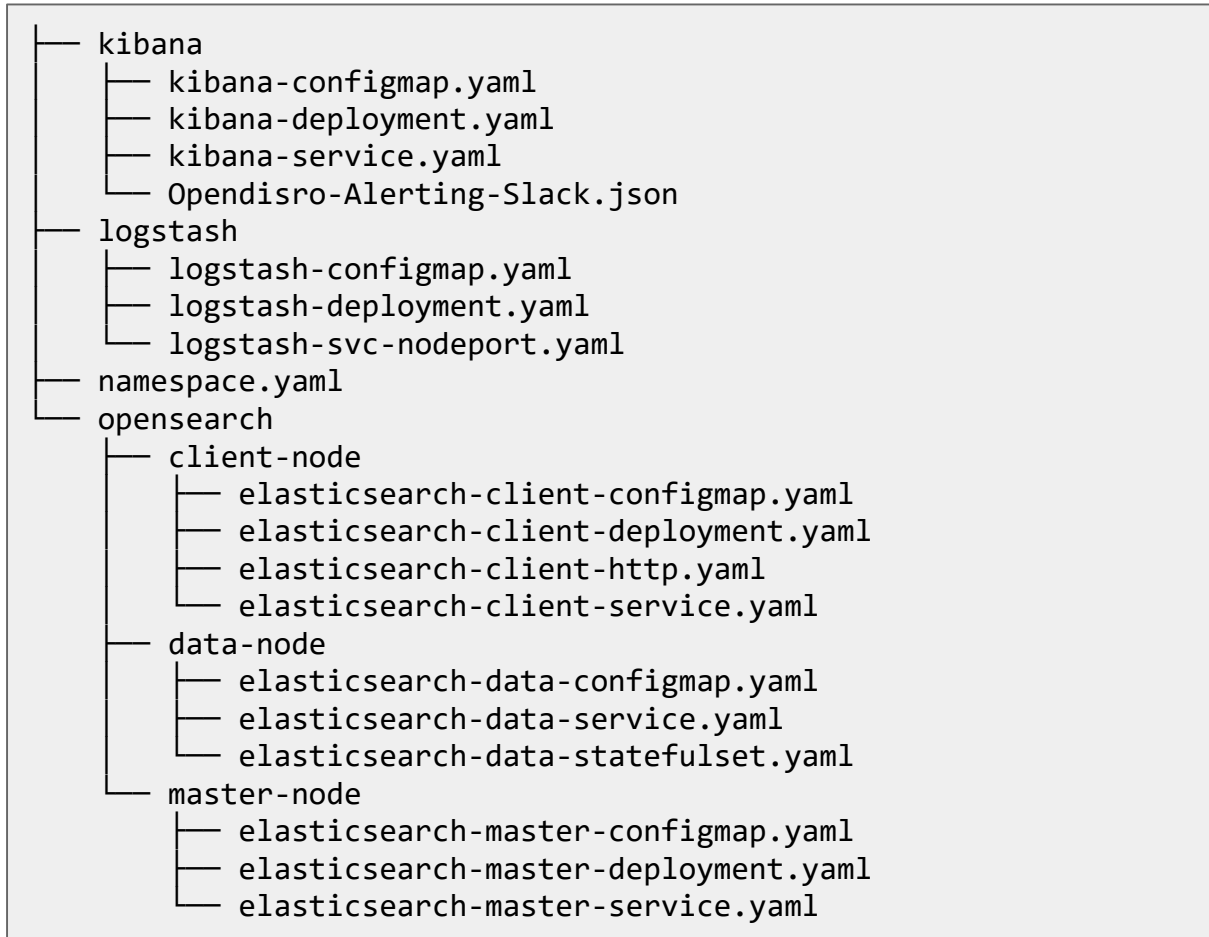 ├── kibana
│   ├── kibana-configmap.yaml
│   ├── kibana-deployment.yaml
│   ├── kibana-service.yaml
│   └── Opendisro-Alerting-Slack.json
├── logstash
│   ├── logstash-configmap.yaml
│   ├── logstash-deployment.yaml
│   └── logstash-svc-nodeport.yaml
├── namespace.yaml
└── opensearch
    ├── client-node
    │   ├── elasticsearch-client-configmap.yaml
    │   ├── elasticsearch-client-deployment.yaml
    │   ├── elasticsearch-client-http.yaml
    │   └── elasticsearch-client-service.yaml
    ├── data-node
    │   ├── elasticsearch-data-configmap.yaml
    │   ├── elasticsearch-data-service.yaml
    │   └── elasticsearch-data-statefulset.yaml
    └── master-node
        ├── elasticsearch-master-configmap.yaml
        ├── elasticsearch-master-deployment.yaml
        └── elasticsearch-master-service.yaml